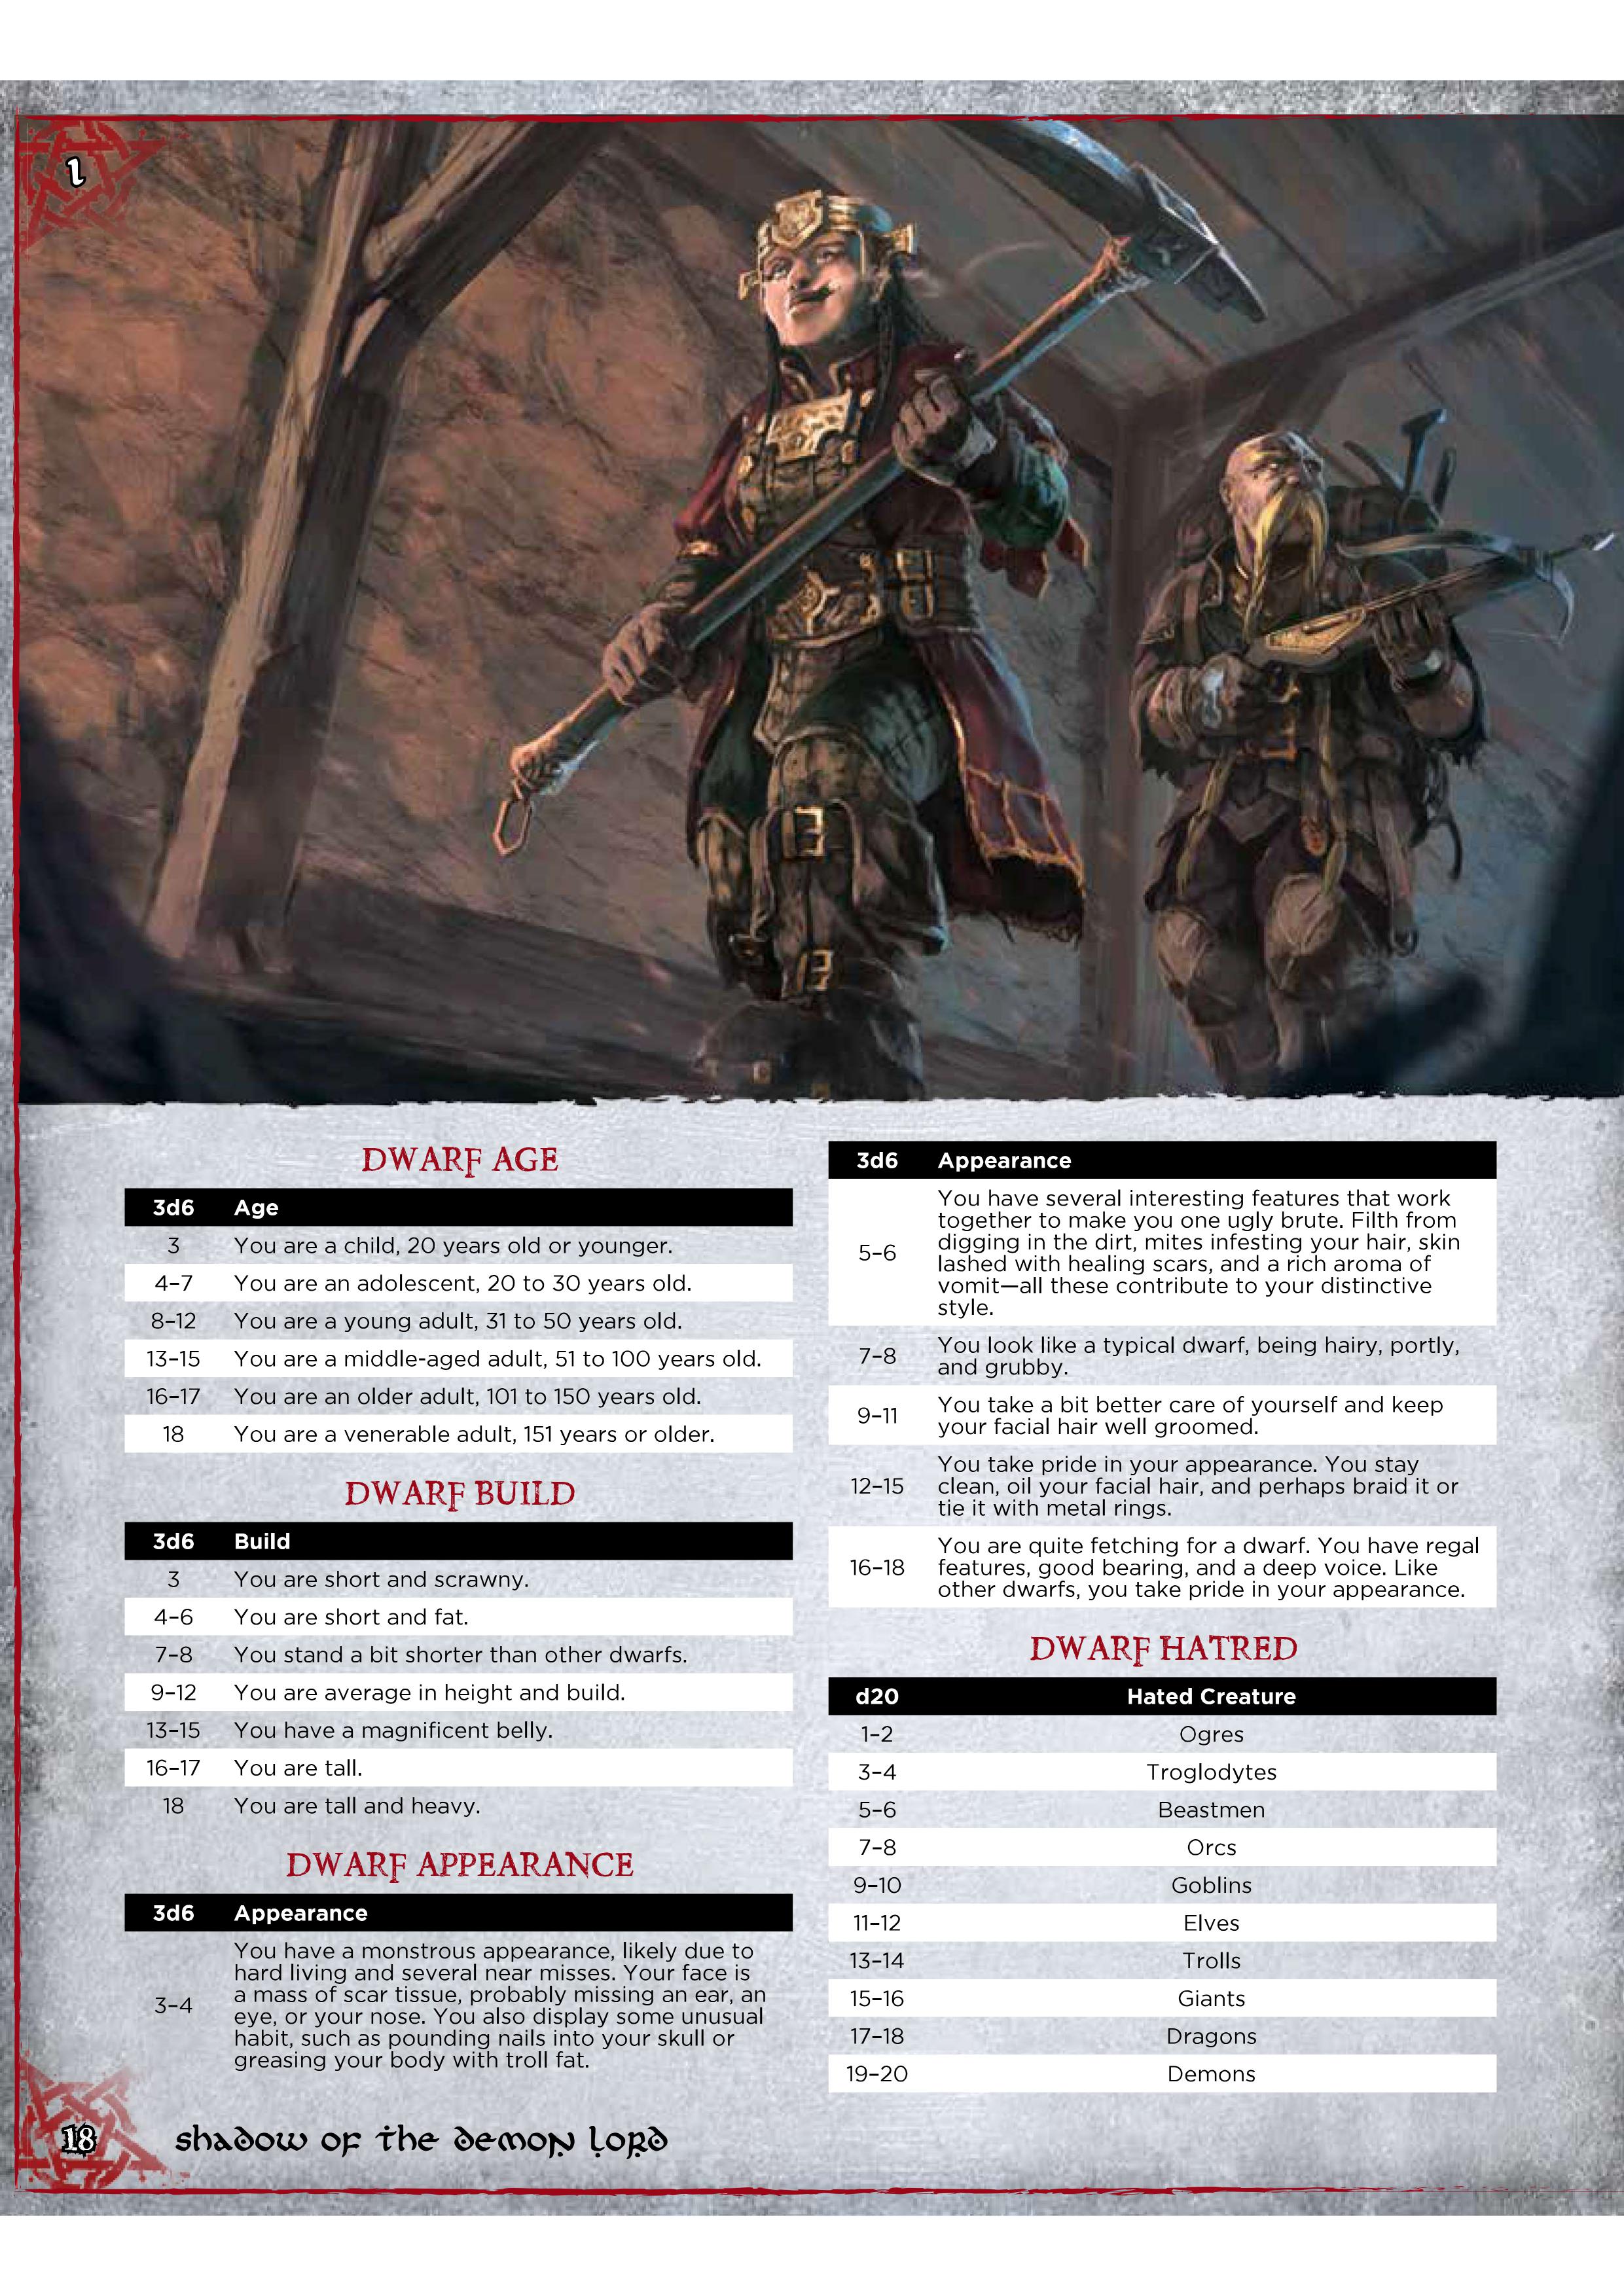 1
DWARF AGE
3d6 Age
3 You are a child, 20 years old or younger.
4–7 You are an adolescent, 20 to 30 years old.
8–12 You are a young adult, 31 to 50 years old.
13–15 You are a middle-aged adult, 51 to 100 years old.
16–17 You are an older adult, 101 to 150 years old.
18 You are a venerable adult, 151 years or older.
DWARF BUILD
3d6 Build
3 You are short and scrawny.
4–6 You are short and fat.
7–8 You stand a bit shorter than other dwarfs.
9–12 You are average in height and build.
13–15 You have a magnificent belly.
16–17 You are tall.
18 You are tall and heavy.
DWARF APPEARANCE
3d6 Appearance
You have a monstrous appearance, likely due to
hard living and several near misses. Your face is
3–4 a mass of scar tissue, probably missing an ear, an
eye, or your nose. You also display some unusual
habit, such as pounding nails into your skull or
greasing your body with troll fat.
3d6 Appearance
You have several interesting features that work
together to make you one ugly brute. Filth from
5–6 digging in the dirt, mites infesting your hair, skin
lashed with healing scars, and a rich aroma of
vomit—all these contribute to your distinctive
style.
7–8 You look like a typical dwarf, being hairy, portly,
and grubby.
9–11 You take a bit better care of yourself and keep
your facial hair well groomed.
You take pride in your appearance. You stay
12–15 clean, oil your facial hair, and perhaps braid it or
tie it with metal rings.
You are quite fetching for a dwarf. You have regal
16–18 features, good bearing, and a deep voice. Like
other dwarfs, you take pride in your appearance.
DWARF HATRED
d20 Hated Creature
1–2 Ogres
3–4 Troglodytes
5–6 Beastmen
7–8 Orcs
9–10 Goblins
11–12 Elves
13–14 Trolls
15–16 Giants
17–18 Dragons
19–20 Demons
18 shadow of the demon lord